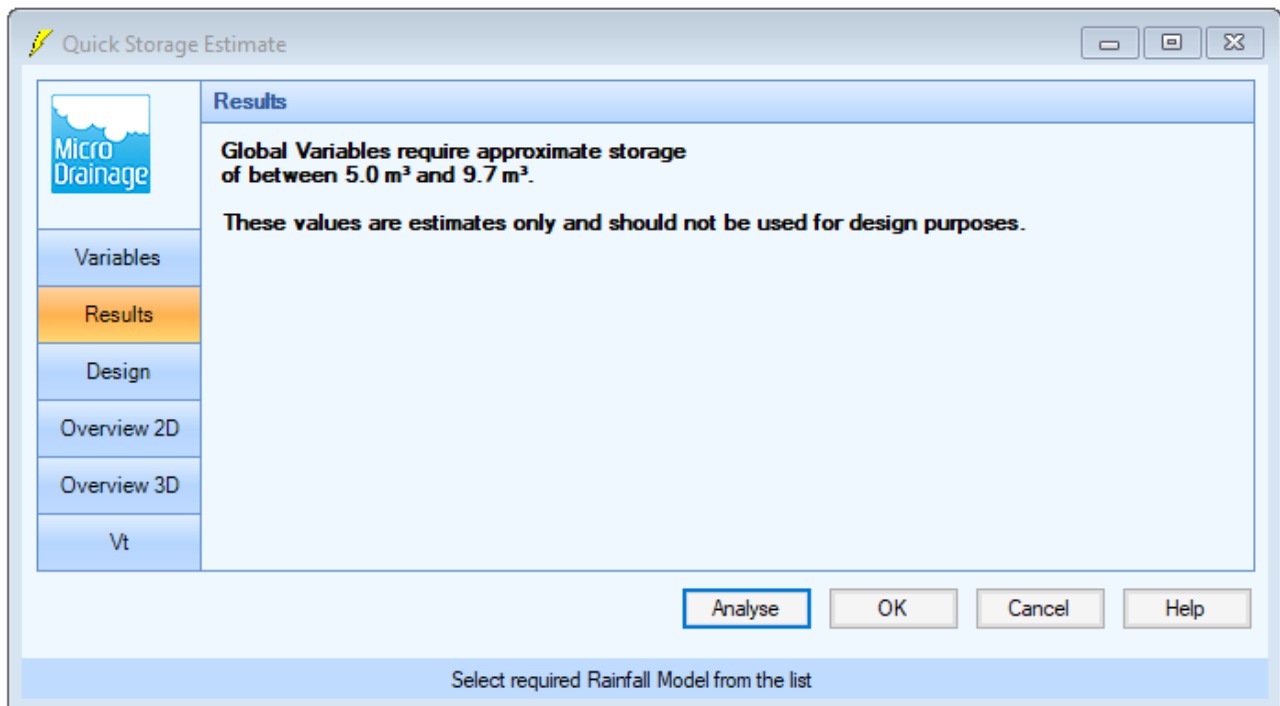 Quick Storage Estimate
Micro
Drainage
Results
Global Variables require approximate storage
of between 5.0 m³ and 9.7 m³.
These values are estimates only and should not be used for design purposes.
Variables
Results
Design
Overview 2D
Overview 3D
Vt
Analyse
OK
Cancel
Help
Select required Rainfall Model from the list